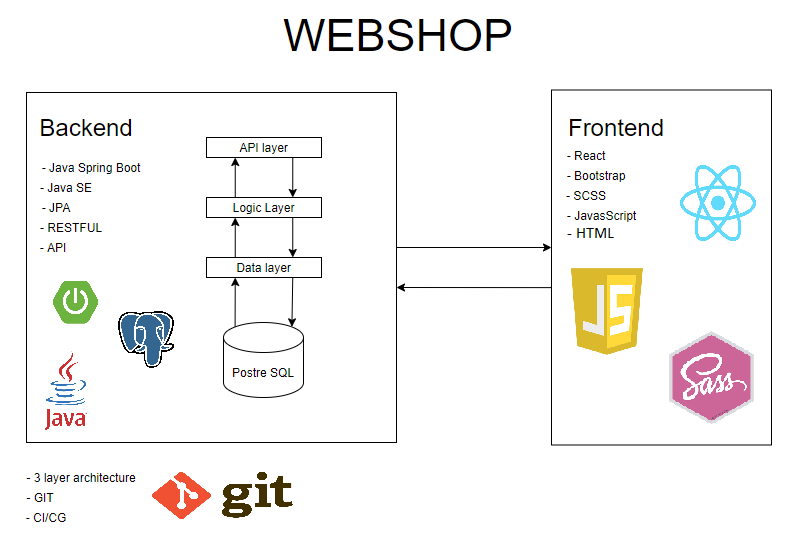 WEBSHOP
Backend
- Java Spring Boot
- Java SE
- JPA
- RESTFUL
- API
API layer
Logic Layer
Data layer
Postre SQL
Java
Frontend
- React
- Bootstrap
- SCSS
- JavasScript
- HTML
JS
Sass
- 3 layer architecture
- GIT
- CI/CG
git